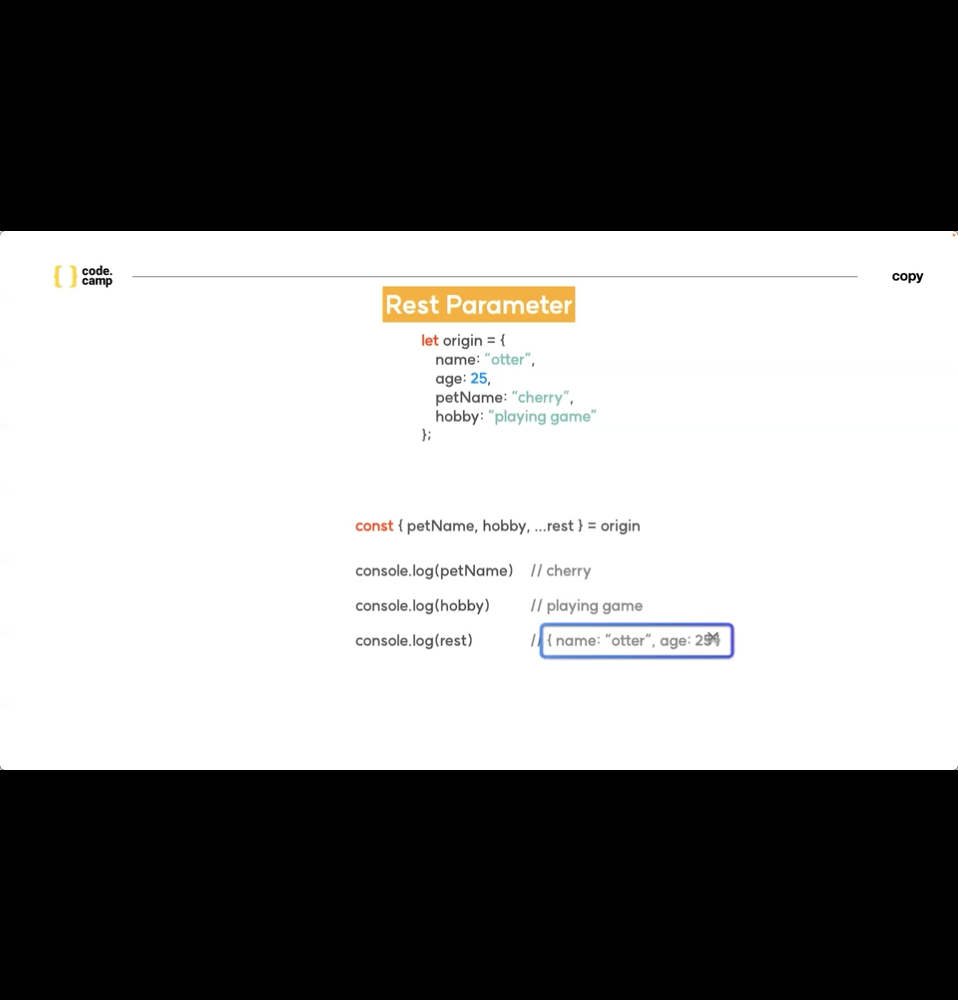 { } code.
camp
copy
Rest Parameter
let origin = {
name: “otter”,
age: 25,
petName: “cherry”,
hobby: “playing game”
};
const { petName, hobby, ...rest } = origin
console.log(petName) // cherry
console.log(hobby) // playing game
console.log(rest) // { name: “otter”, age: 25 }